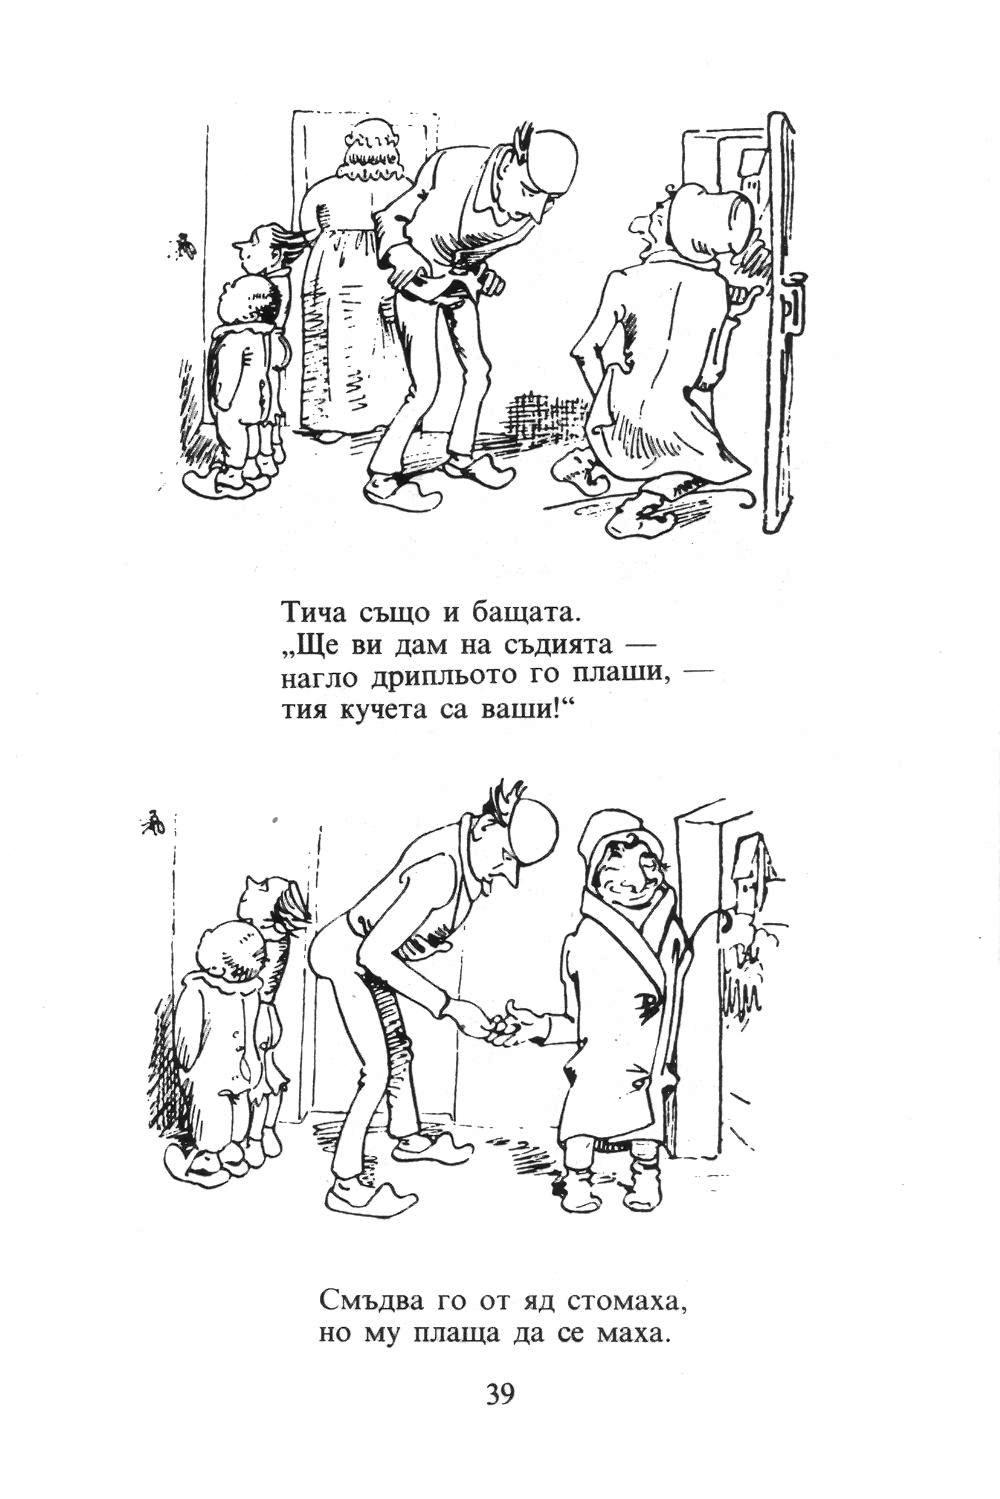 Тича също и бащата.
„Ще ви дам на съдията —
нагло дрипльото го плаши, —
тия кучета са ваши!“
Смъдва го от яд стомаха,
но му плаща да се маха.
39